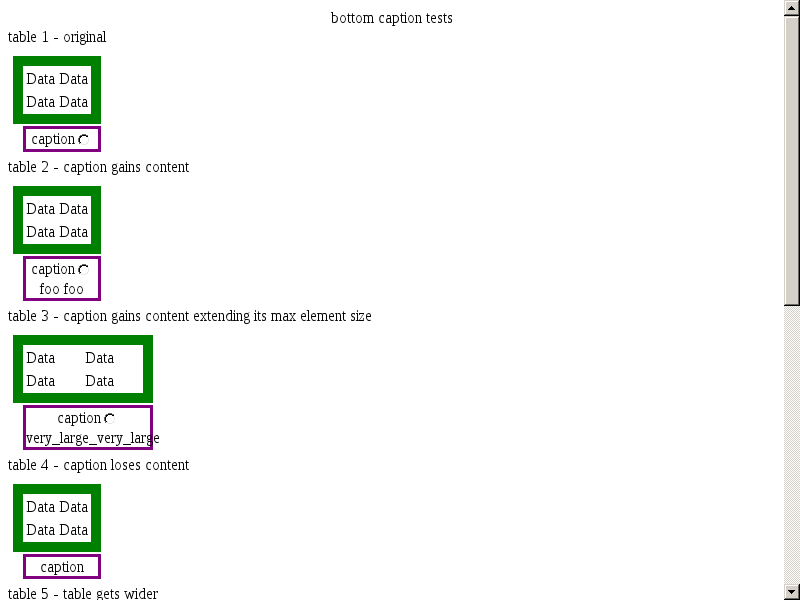 bottom caption tests
table 1 - original
Data Data
Data Data
caption
table 2 - caption gains content
Data Data
Data Data
caption
foo foo
table 3 - caption gains content extending its max element size
Data Data
Data Data
caption
very_large_very_large
table 4 - caption loses content
Data Data
Data Data
caption
table 5 - table gets wider